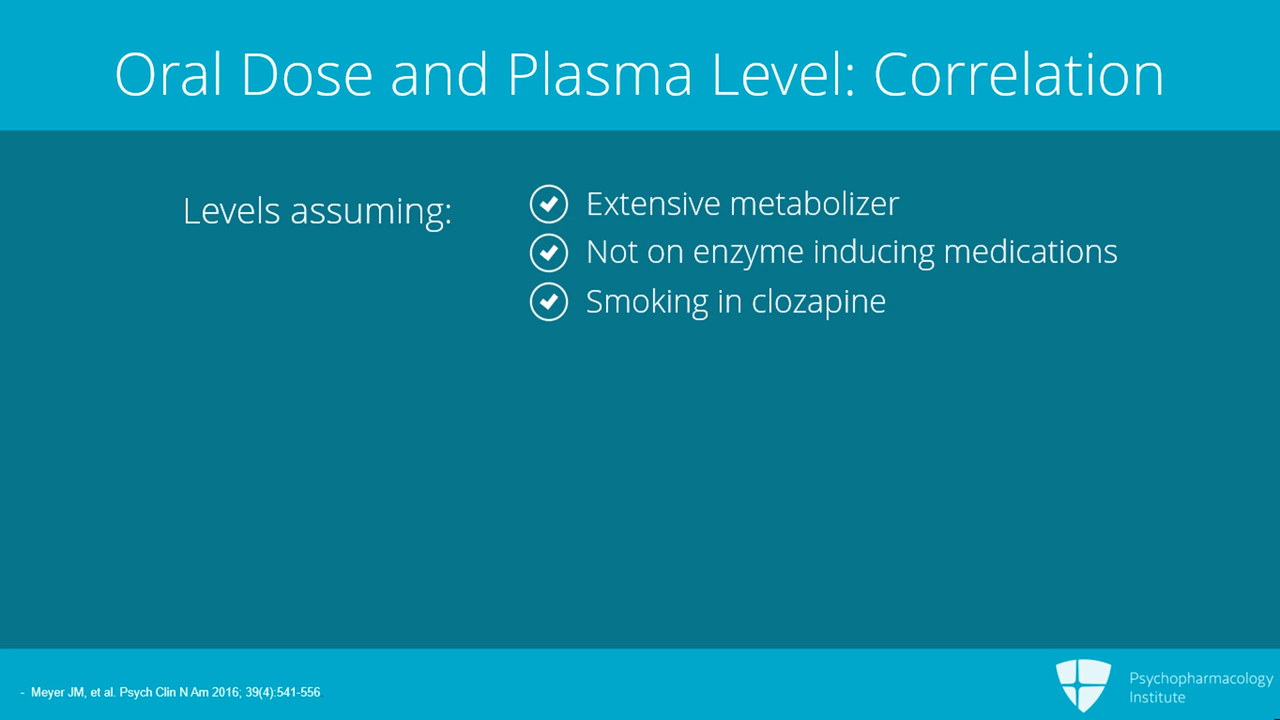 Oral Dose and Plasma Level: Correlation
Levels assuming:
Extensive metabolizer
Not on enzyme inducing medications
Smoking in clozapine
- Meyer JM, et al. Psych Clin N Am 2016; 39(4):541-556.
Psychopharmacology
Institute